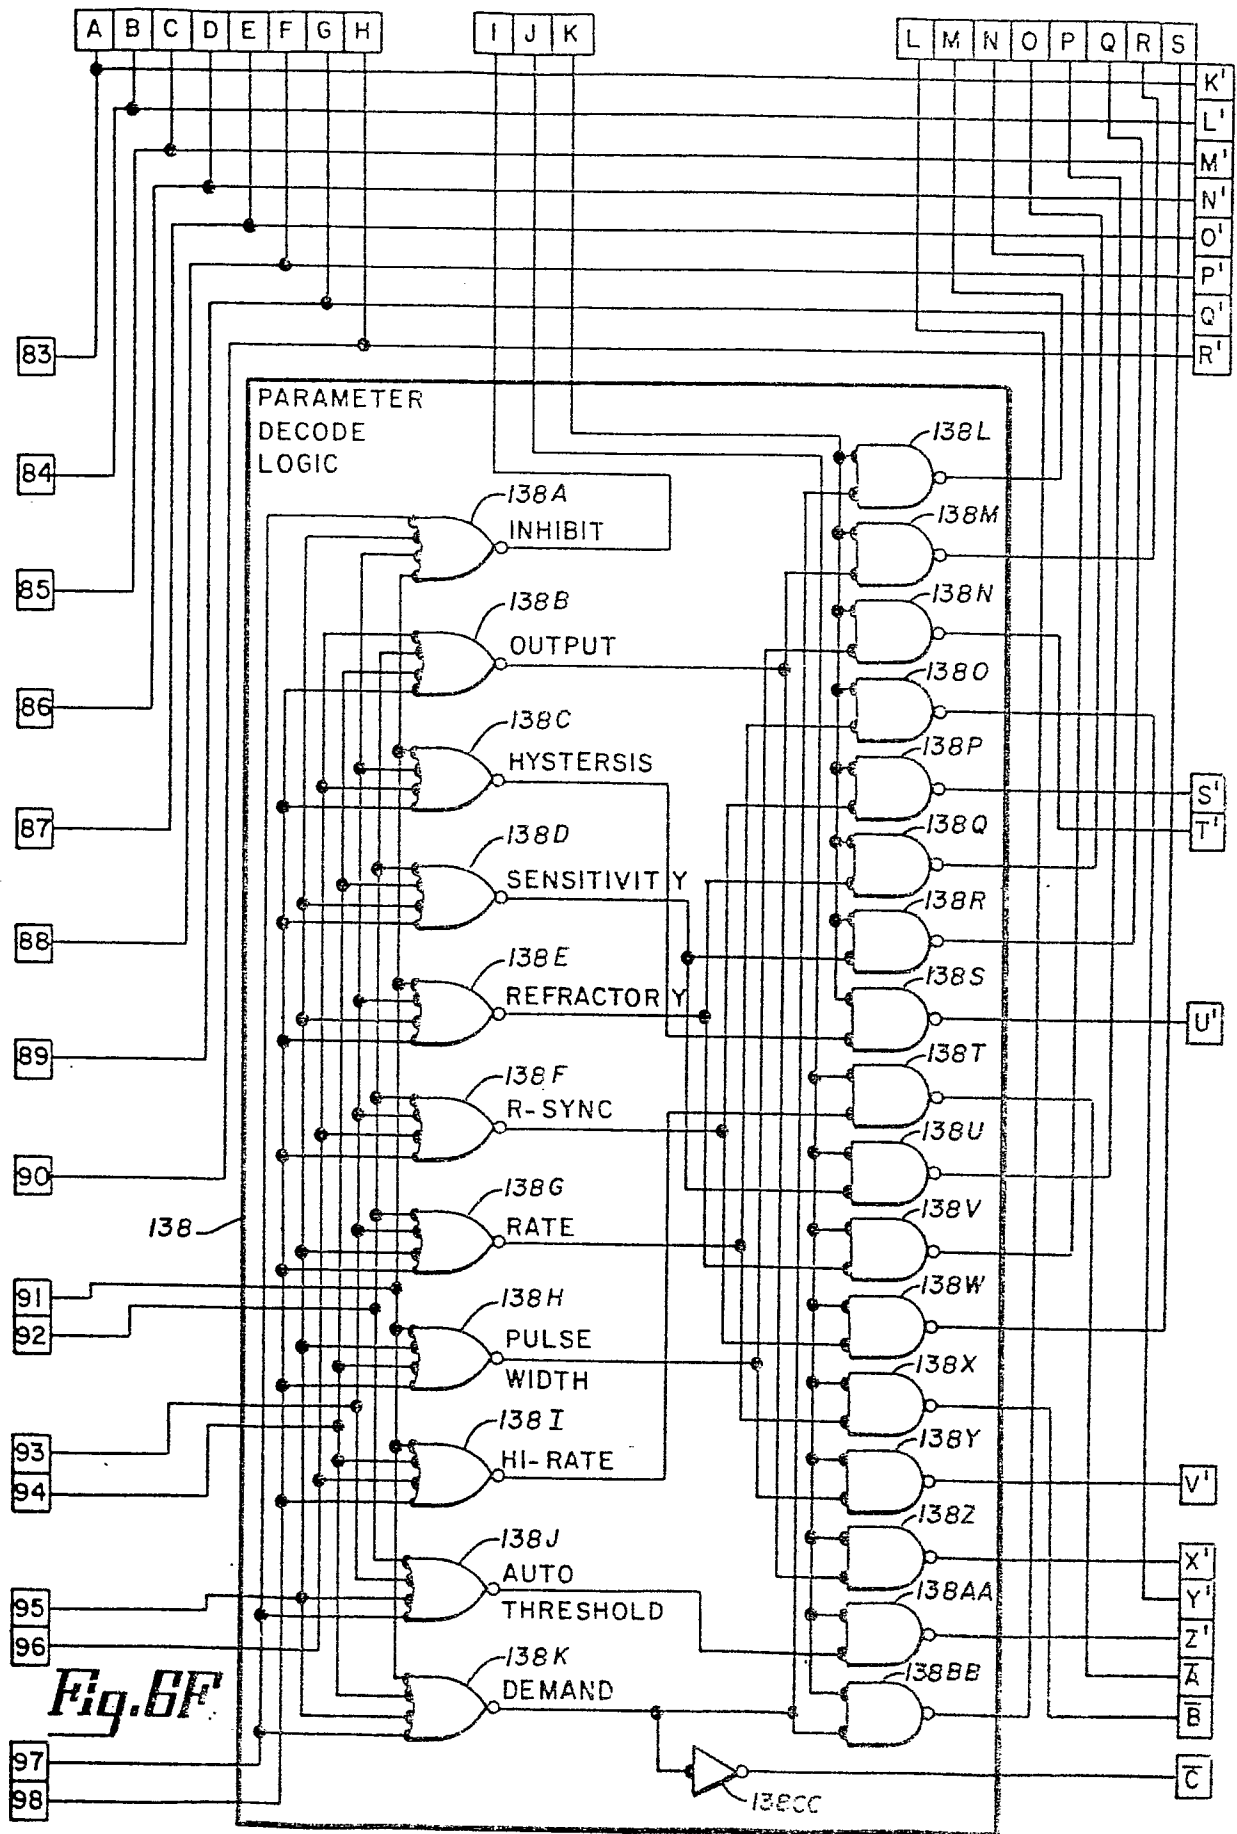 A B C D E F G H
I J K
L M N O P Q R S
K'
L'
M'
N'
O'
P'
Q'
R'
83
84
85
86
87
88
89
90
138
91
92
93
94
95
96
97
98
PARAMETER
DECODE
LOGIC
138A
INHIBIT
138B
OUTPUT
138C
HYSTERSIS
138D
SENSITIVITY
138E
REFRACTORY
138F
R-SYNC
138G
RATE
138H
PULSE
WIDTH
138I
HI-RATE
138J
AUTO
THRESHOLD
138K
DEMAND
138L
138M
138N
138O
138P
138Q
138R
138S
138T
138U
138V
138W
138X
138Y
138Z
138AA
138BB
138CC
S'
T'
U'
V'
X'
Y'
Z'
A̅
B̅
C̅
Fig.6F